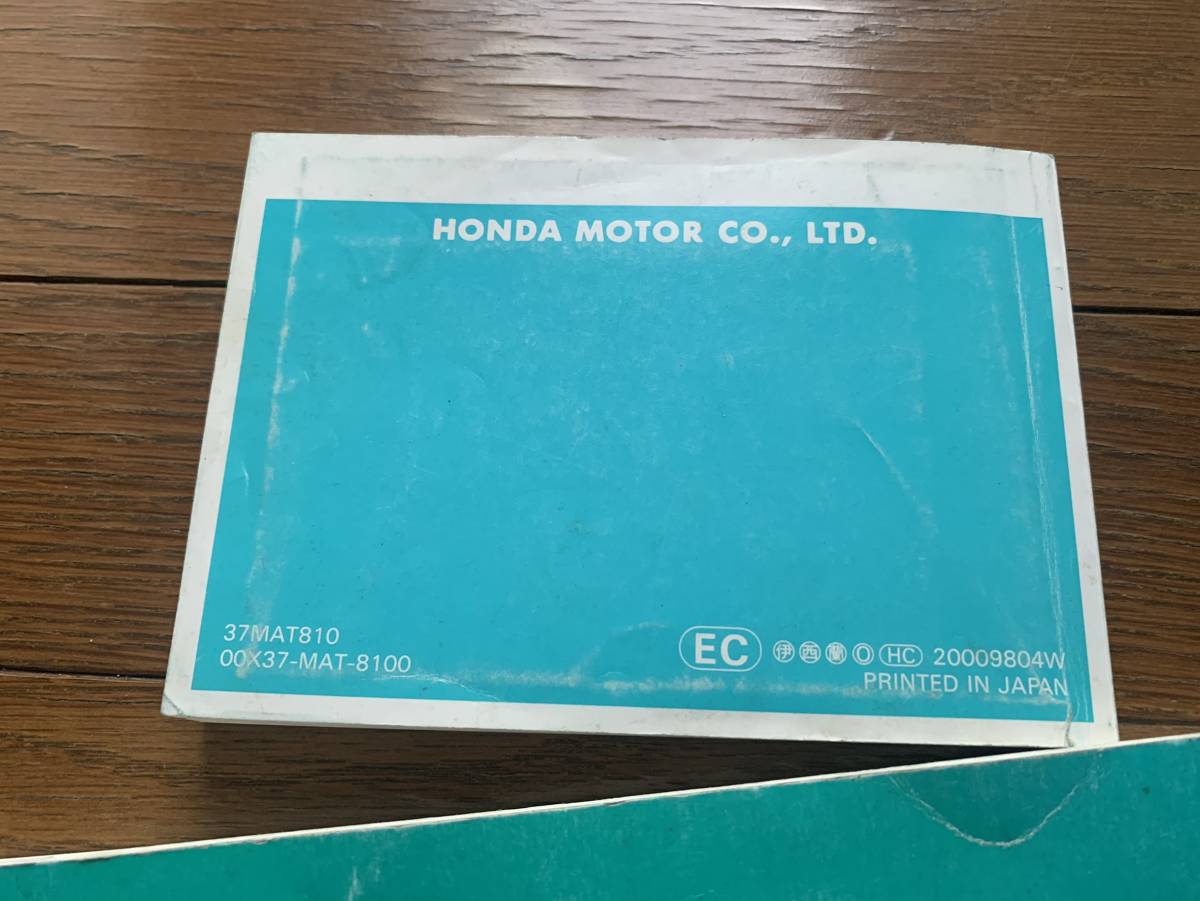 HONDA MOTOR CO., LTD.
37MAT810
00X37-MAT-8100
EC 伊 西 蘭 O HC 20009804W
PRINTED IN JAPAN